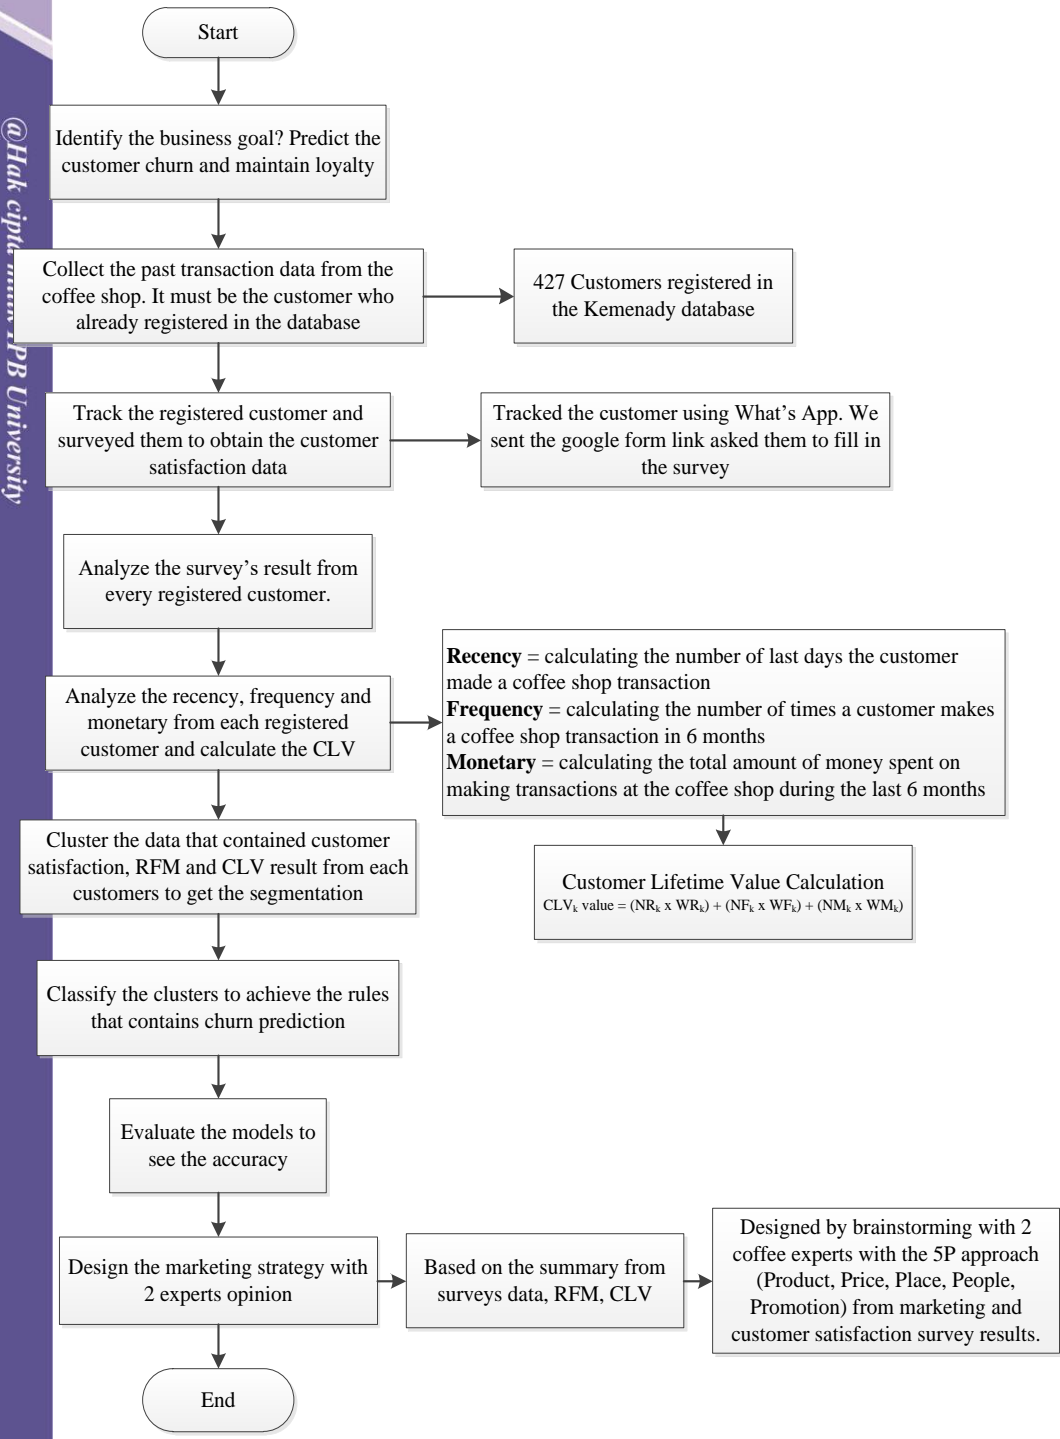 Start
Identify the business goal? Predict the
customer churn and maintain loyalty
Collect the past transaction data from the
coffee shop. It must be the customer who
already registered in the database
427 Customers registered in
the Kemenady database
Track the registered customer and
surveyed them to obtain the customer
satisfaction data
Tracked the customer using What's App. We
sent the google form link asked them to fill in
the survey
Analyze the survey's result from
every registered customer.
Analyze the recency, frequency and
monetary from each registered
customer and calculate the CLV
Recency = calculating the number of last days the customer
made a coffee shop transaction
Frequency = calculating the number of times a customer makes
a coffee shop transaction in 6 months
Monetary = calculating the total amount of money spent on
making transactions at the coffee shop during the last 6 months
Customer Lifetime Value Calculation
CLVₖ value = (NRₖ x WRₖ) + (NFₖ x WFₖ) + (NMₖ x WMₖ)
Cluster the data that contained customer
satisfaction, RFM and CLV result from each
customers to get the segmentation
Classify the clusters to achieve the rules
that contains churn prediction
Evaluate the models to
see the accuracy
Design the marketing strategy with
2 experts opinion
Based on the summary from
surveys data, RFM, CLV
Designed by brainstorming with 2
coffee experts with the 5P approach
(Product, Price, Place, People,
Promotion) from marketing and
customer satisfaction survey results.
End
@Hak cipta University